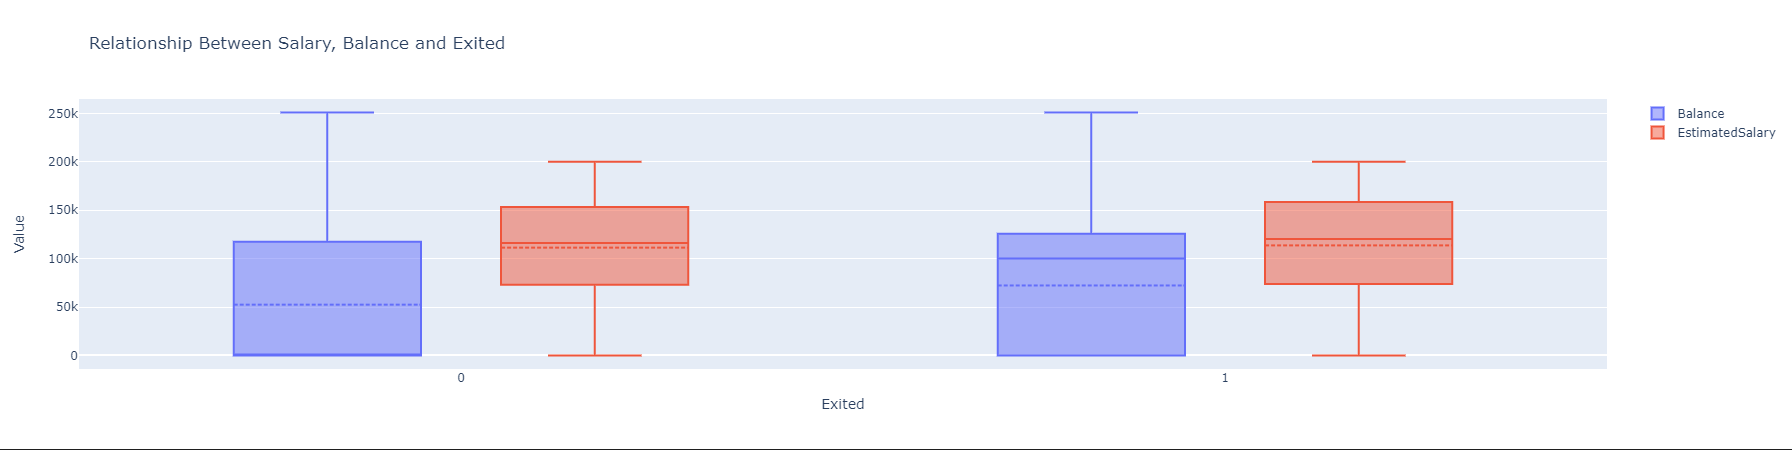 Relationship Between Salary, Balance and Exited
Balance
EstimatedSalary
250k
200k
150k
100k
50k
0
Value
0
1
Exited